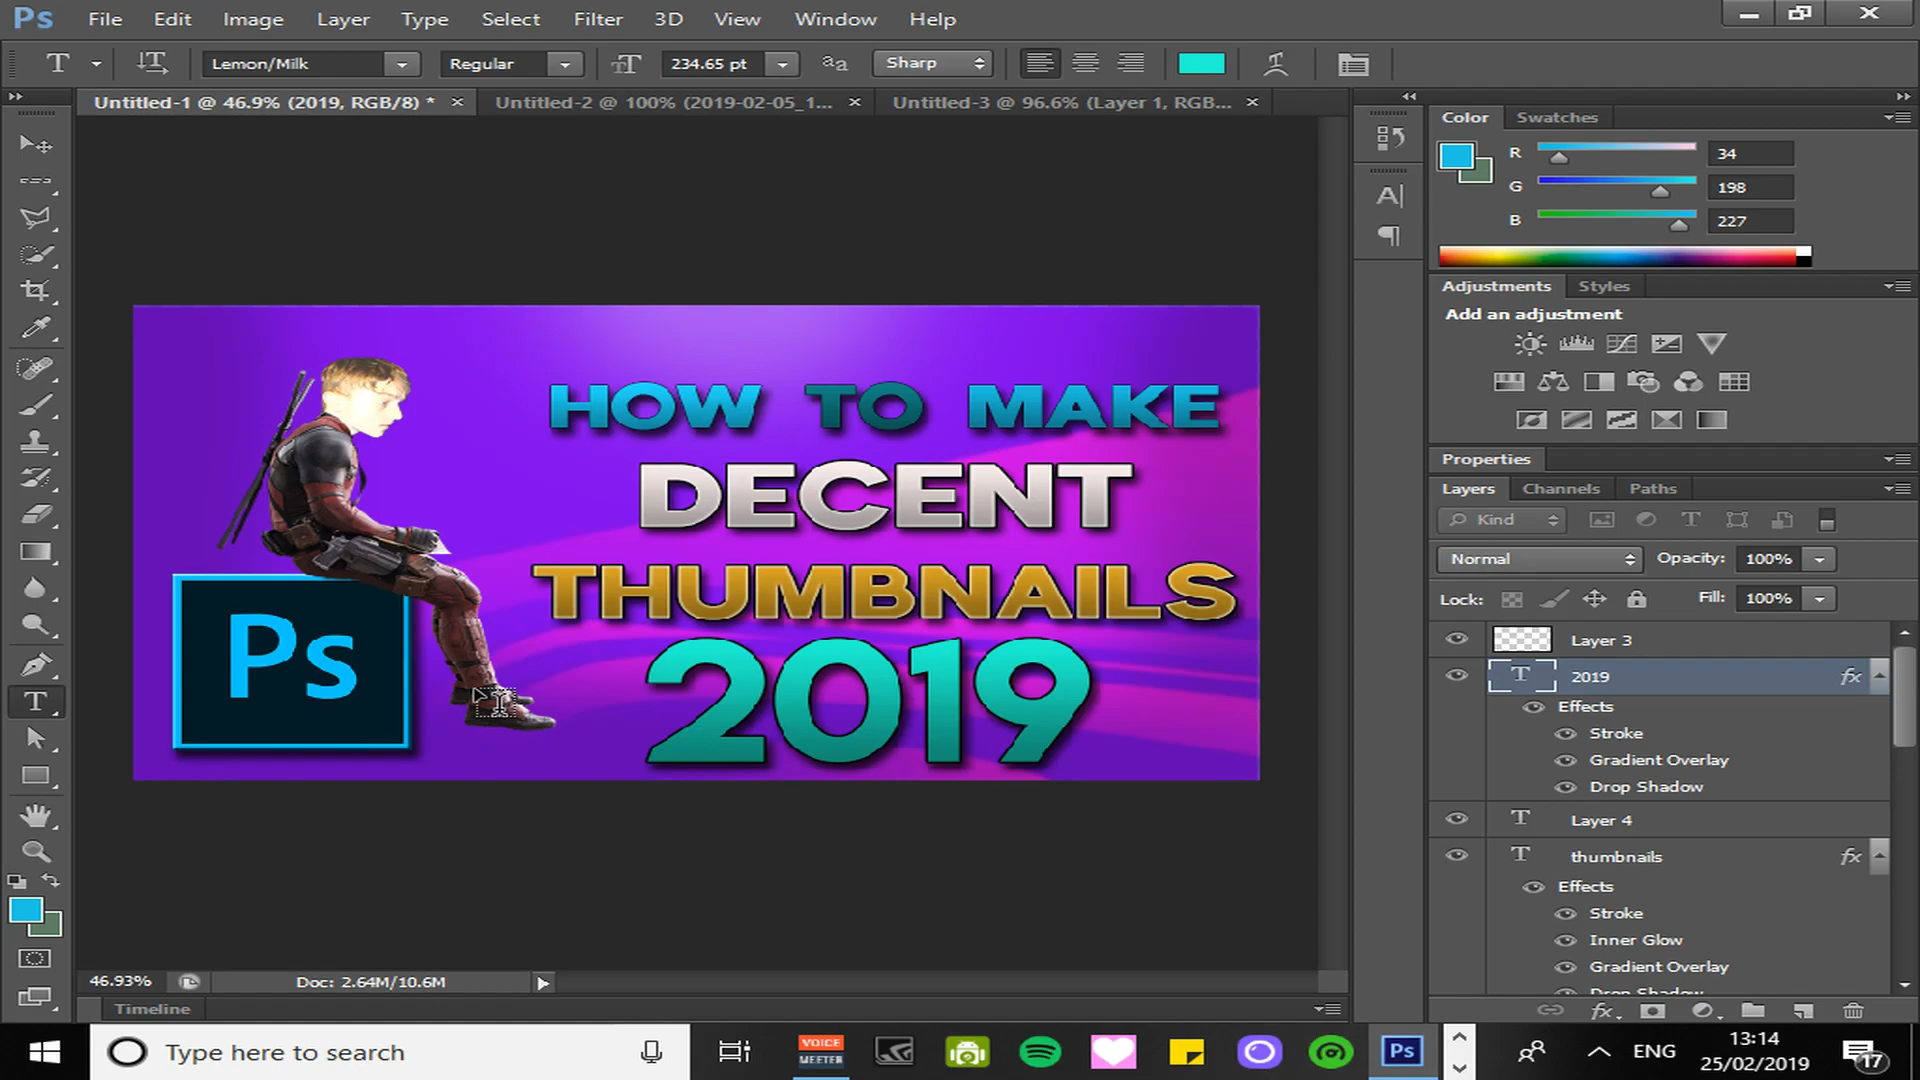 Ps File Edit Image Layer Type Select Filter 3D View Window Help
T Lemon/Milk Regular 234.65 pt Sharp
Untitled-1 @ 46.9% (2019, RGB/8) * × Untitled-2 @ 100% (2019-02-05_1... × Untitled-3 @ 96.6% (Layer 1, RGB... ×
Color Swatches
R 34
G 198
B 227
Adjustments Styles
Add an adjustment
Properties
Layers Channels Paths
Kind
Normal Opacity: 100%
Lock: Fill: 100%
Layer 3
2019 fx
Effects
Stroke
Gradient Overlay
Drop Shadow
Layer 4
thumbnails fx
Effects
Stroke
Inner Glow
Gradient Overlay
Drop Shadow
HOW TO MAKE
DECENT
THUMBNAILS
2019
Ps
46.93% Doc: 2.64M/10.6M
Timeline
Type here to search
VOICE
MEETER
Ps
ENG
13:14
25/02/2019
17